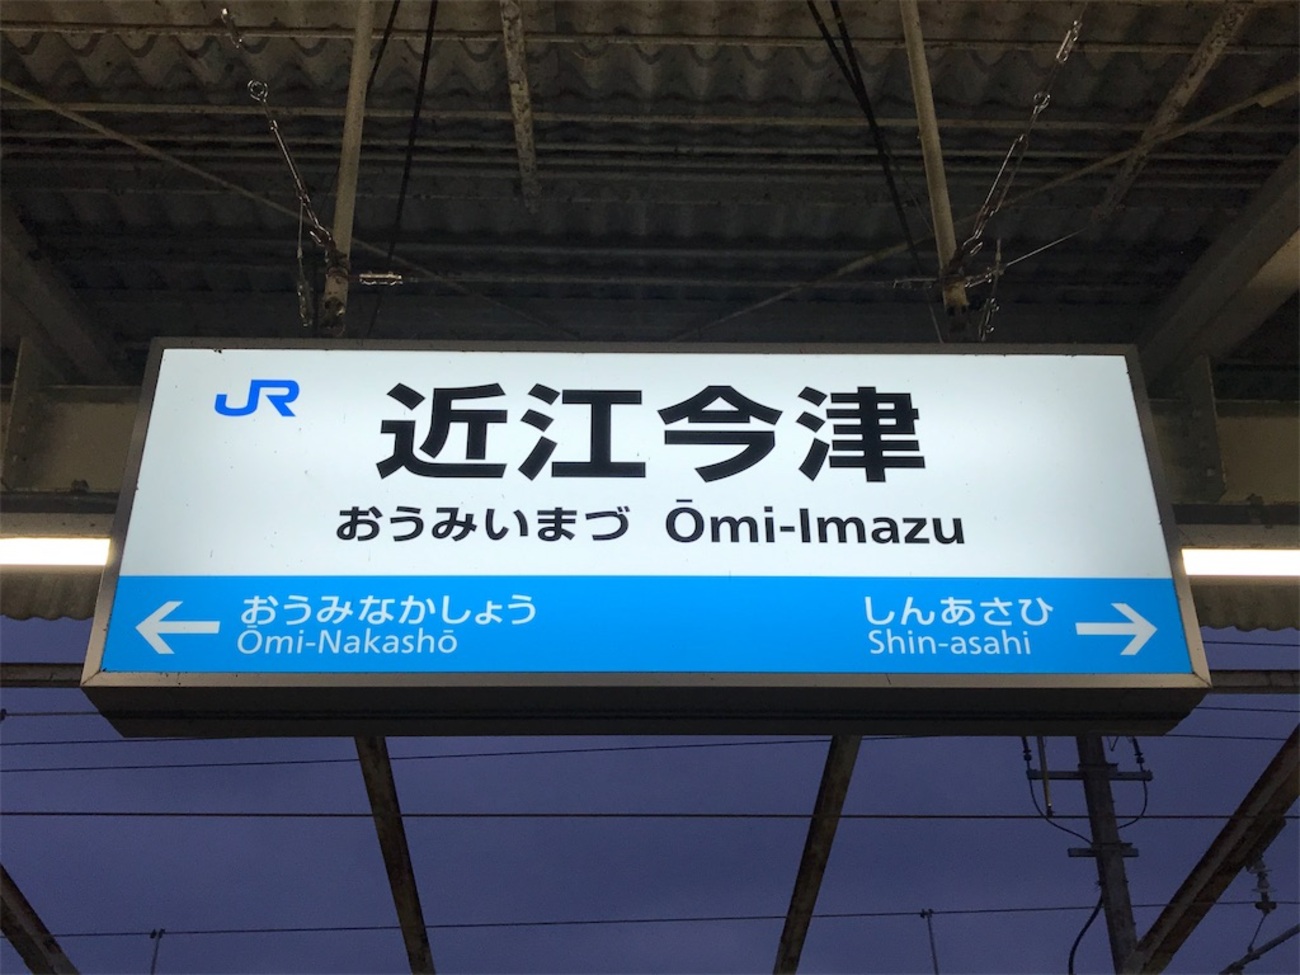 JR
近江今津
おうみいまづ Ōmi-Imazu
← おうみなかしょう
Ōmi-Nakashō
しんあさひ →
Shin-asahi